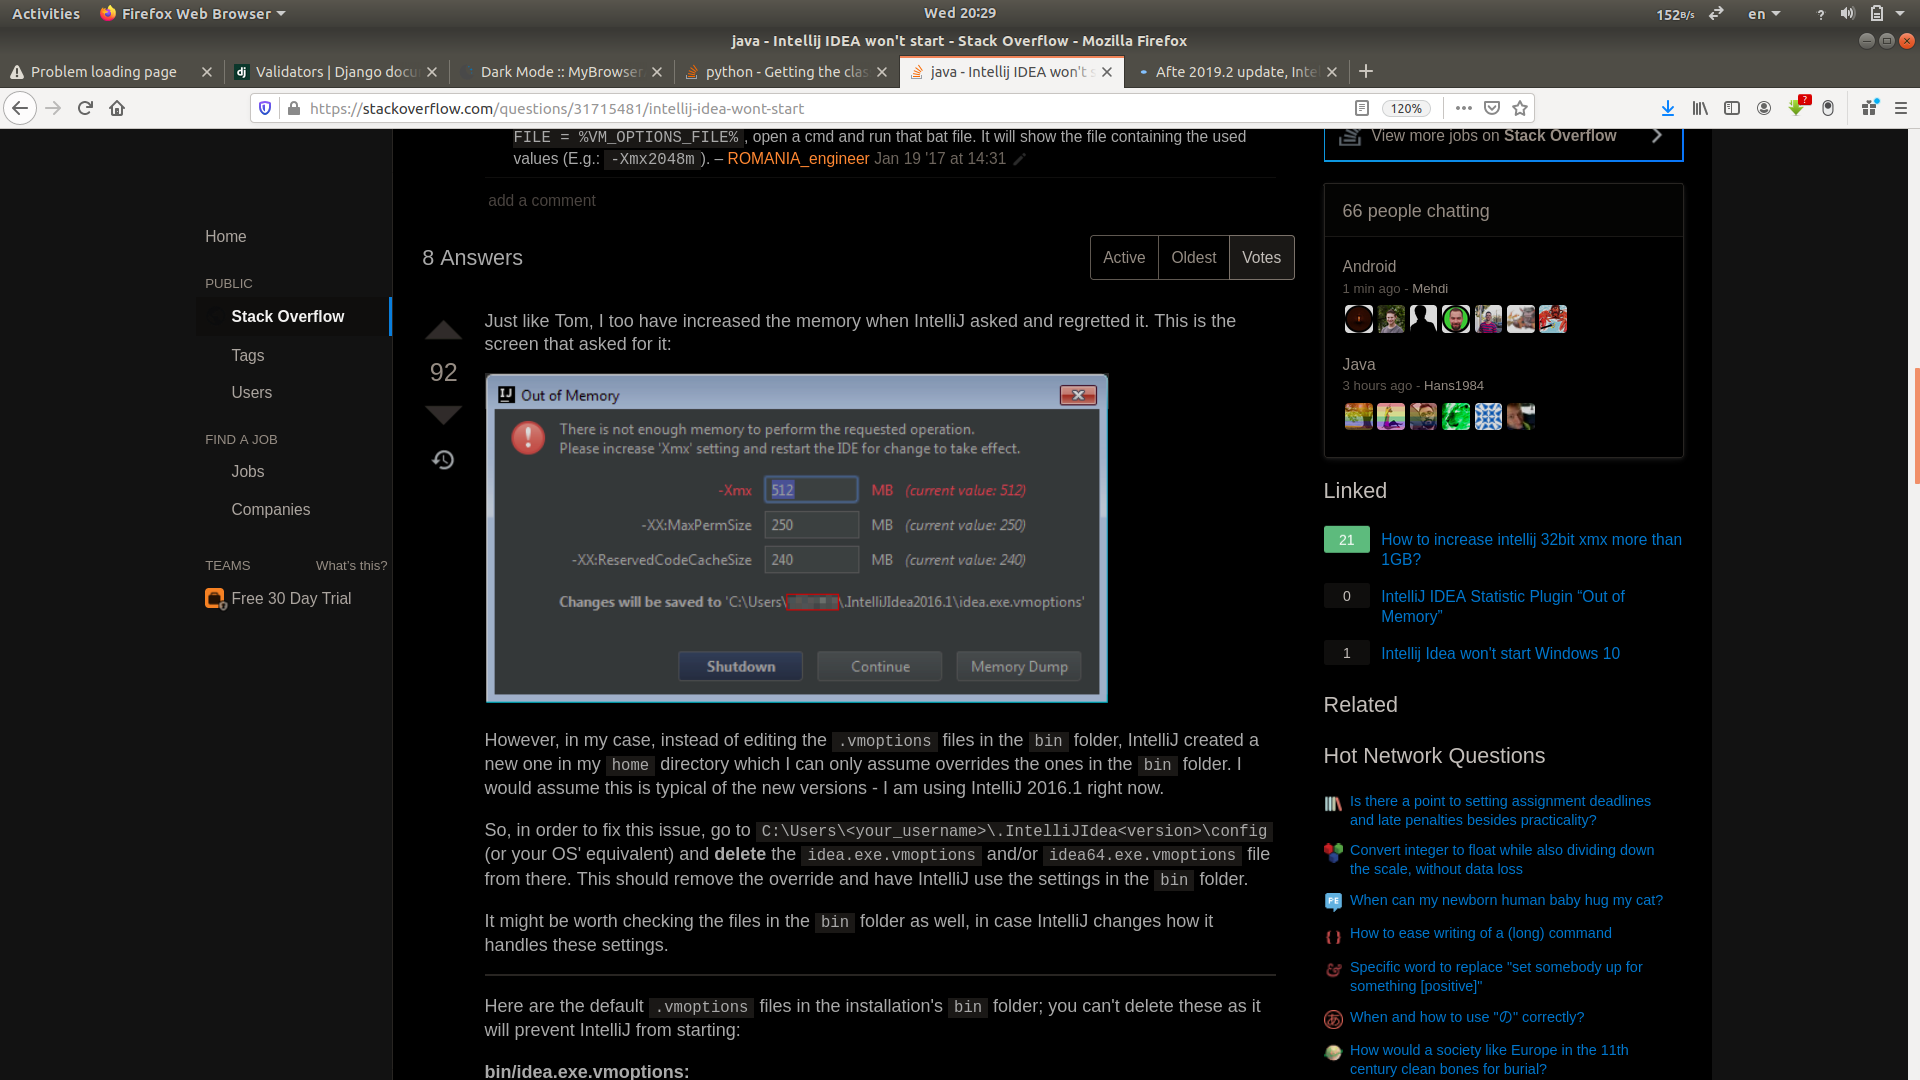 Activities
Firefox Web Browser
Wed 20:29
152B/s
en
java - Intellij IDEA won't start - Stack Overflow - Mozilla Firefox
Problem loading page
Validators | Django docu
Dark Mode :: MyBrowser
python - Getting the clas
java - Intellij IDEA won't s
Afte 2019.2 update, Inte
https://stackoverflow.com/questions/31715481/intellij-idea-wont-start
120%
Home
PUBLIC
Stack Overflow
Tags
Users
FIND A JOB
Jobs
Companies
TEAMS
What's this?
Free 30 Day Trial
FILE = %VM_OPTIONS_FILE% , open a cmd and run that bat file. It will show the file containing the used
values (E.g.: -Xmx2048m ). – ROMANIA_engineer Jan 19 '17 at 14:31
add a comment
8 Answers
Active
Oldest
Votes
92
Just like Tom, I too have increased the memory when IntelliJ asked and regretted it. This is the
screen that asked for it:
Out of Memory
There is not enough memory to perform the requested operation.
Please increase 'Xmx' setting and restart the IDE for change to take effect.
-Xmx 512 MB (current value: 512)
-XX:MaxPermSize 250 MB (current value: 250)
-XX:ReservedCodeCacheSize 240 MB (current value: 240)
Changes will be saved to 'C:\Users\ \.IntelliJIdea2016.1\idea.exe.vmoptions'
Shutdown
Continue
Memory Dump
However, in my case, instead of editing the .vmoptions files in the bin folder, IntelliJ created a
new one in my home directory which I can only assume overrides the ones in the bin folder. I
would assume this is typical of the new versions - I am using IntelliJ 2016.1 right now.
So, in order to fix this issue, go to C:\Users\<your_username>\.IntelliJIdea<version>\config
(or your OS' equivalent) and delete the idea.exe.vmoptions and/or idea64.exe.vmoptions file
from there. This should remove the override and have IntelliJ use the settings in the bin folder.
It might be worth checking the files in the bin folder as well, in case IntelliJ changes how it
handles these settings.
Here are the default .vmoptions files in the installation's bin folder; you can't delete these as it
will prevent IntelliJ from starting:
bin/idea.exe.vmoptions:
View more jobs on Stack Overflow
66 people chatting
Android
1 min ago - Mehdi
Java
3 hours ago - Hans1984
Linked
21 How to increase intellij 32bit xmx more than
1GB?
0 IntelliJ IDEA Statistic Plugin “Out of
Memory”
1 Intellij Idea won't start Windows 10
Related
Hot Network Questions
Is there a point to setting assignment deadlines
and late penalties besides practicality?
Convert integer to float while also dividing down
the scale, without data loss
When can my newborn human baby hug my cat?
How to ease writing of a (long) command
Specific word to replace "set somebody up for
something [positive]"
When and how to use "の" correctly?
How would a society like Europe in the 11th
century clean bones for burial?